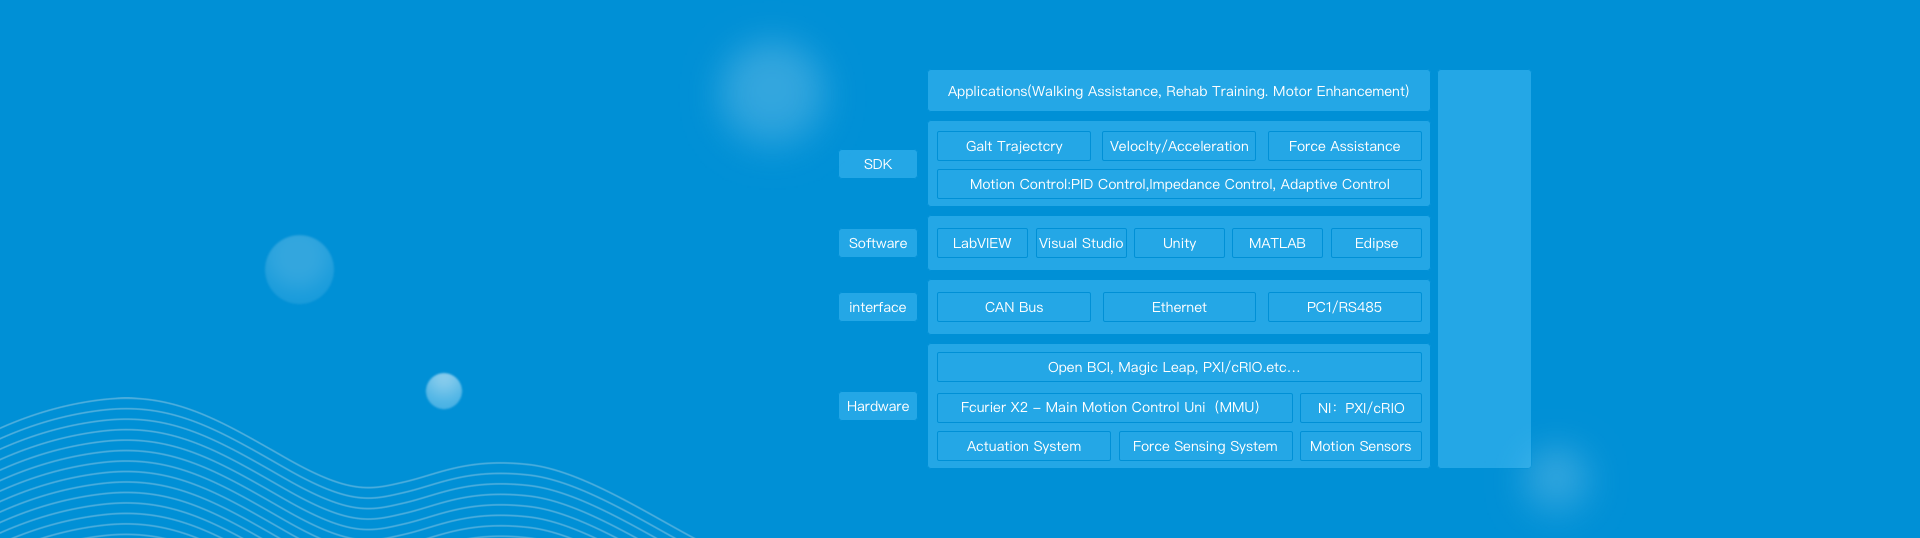 Applications(Walking Assistance, Rehab Training. Motor Enhancement)
SDK
Galt Trajectcry
Veloclty/Acceleration
Force Assistance
Motion Control:PID Control,Impedance Control, Adaptive Control
Software
LabVIEW
Visual Studio
Unity
MATLAB
Edipse
interface
CAN Bus
Ethernet
PC1/RS485
Hardware
Open BCI, Magic Leap, PXI/cRIO.etc...
Fcurier X2 – Main Motion Control Uni（MMU）
NI： PXI/cRIO
Actuation System
Force Sensing System
Motion Sensors